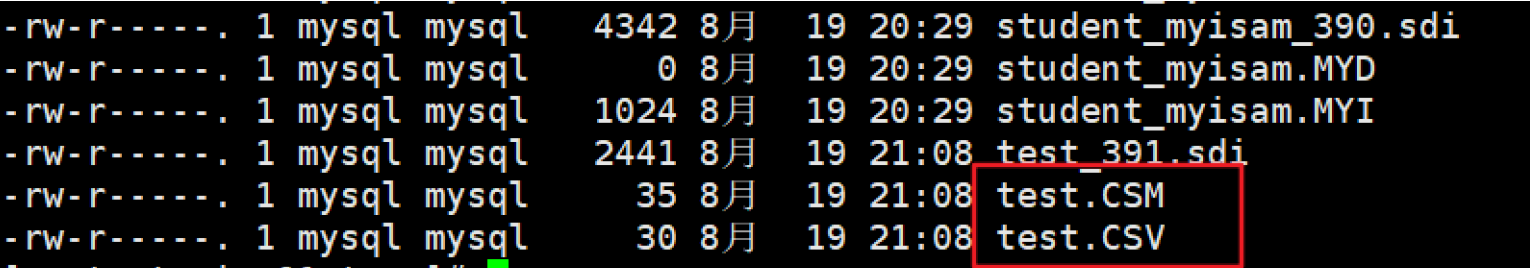 -rw-r-----. 1 mysql mysql 4342 8月 19 20:29 student_myisam_390.sdi
-rw-r-----. 1 mysql mysql 0 8月 19 20:29 student_myisam.MYD
-rw-r-----. 1 mysql mysql 1024 8月 19 20:29 student_myisam.MYI
-rw-r-----. 1 mysql mysql 2441 8月 19 21:08 test_391.sdi
-rw-r-----. 1 mysql mysql 35 8月 19 21:08 test.CSM
-rw-r-----. 1 mysql mysql 30 8月 19 21:08 test.CSV